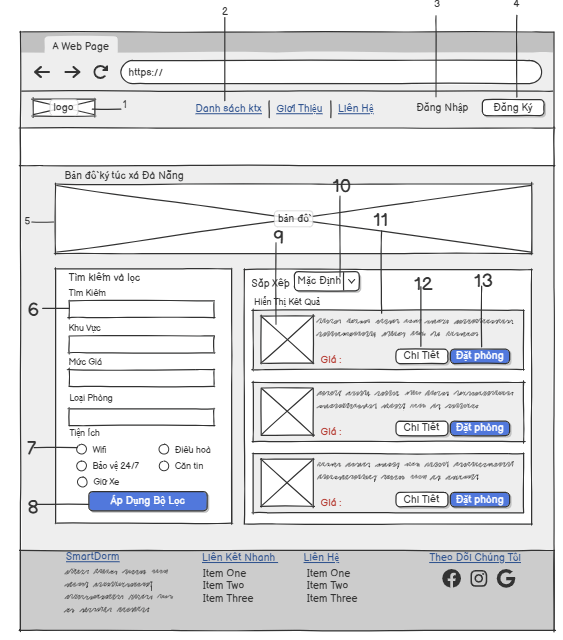 3
4
2
A Web Page
https://
logo
1
Danh sách ktx
Giơi Thiệu
Liên Hệ
Đăng Nhập
Đăng Ký
Bản đồ ký túc xá Đà Nẵng
10
5
bản đồ
9
11
Tìm kiếm và lọc
Tìm Kiếm
6
Khu Vực
Mức Giá
Loại Phòng
Tiện Ích
7
Wifi
Điều hoà
Bảo vệ 24/7
Căn tin
Giữ Xe
8
Áp Dụng Bộ Lọc
Sắp Xếp
Mặc Định
12
13
Hiển Thị Kết Quả
Giá :
Chi Tiết
Đặt phòng
Giá :
Chi Tiết
Đặt phòng
Giá :
Chi Tiết
Đặt phòng
SmartDorm
Liên Kết Nhanh
Item One
Item Two
Item Three
Liên Hệ
Item One
Item Two
Item Three
Theo Dõi Chúng Tôi